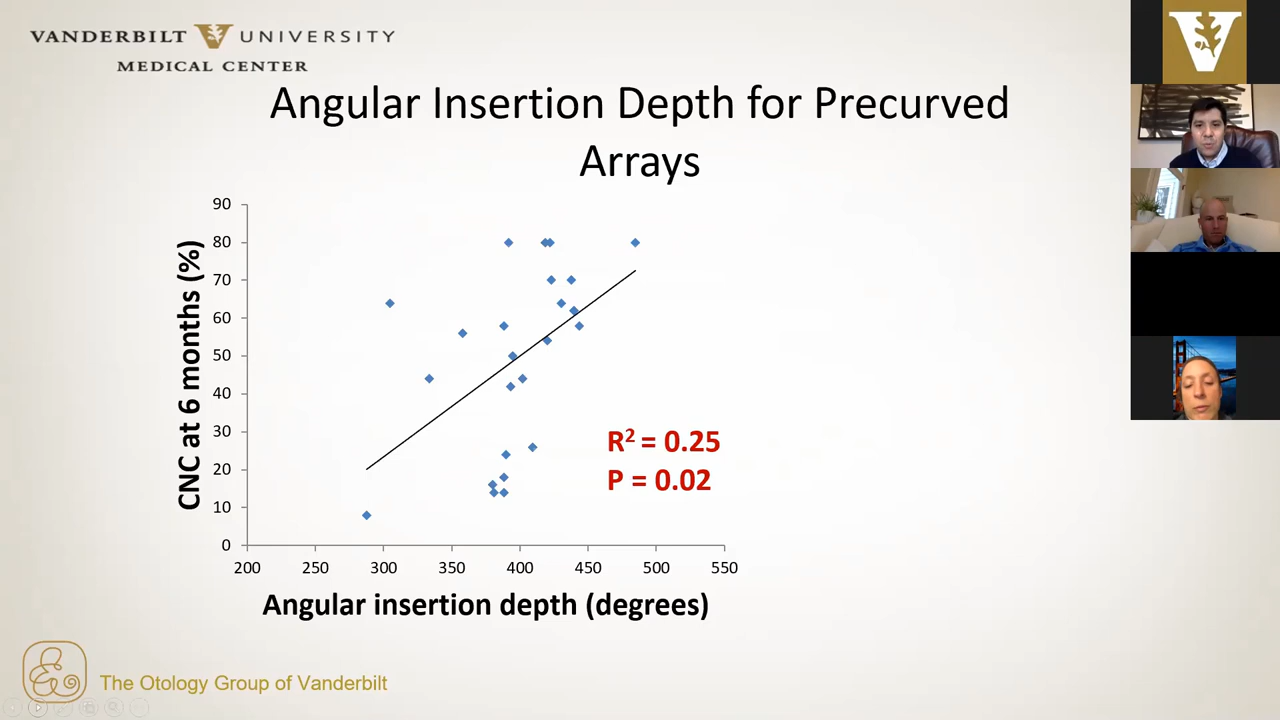 VANDERBILT V UNIVERSITY
MEDICAL CENTER
Angular Insertion Depth for Precurved
Arrays
90
80
70
60
50
40
30
20
10
0
CNC at 6 months (%)
R² = 0.25
P = 0.02
200 250 300 350 400 450 500 550
Angular insertion depth (degrees)
The Otology Group of Vanderbilt
V